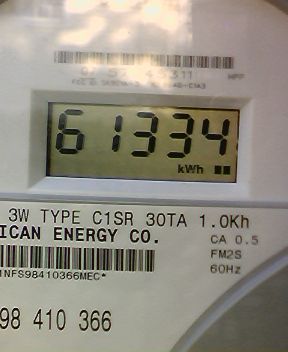 61334
kWh
3W TYPE C1SR 30TA 1.0Kh
ICAN ENERGY CO.
CA 0.5
FM2S
60Hz
1NFS98410366MEC*
98 410 366